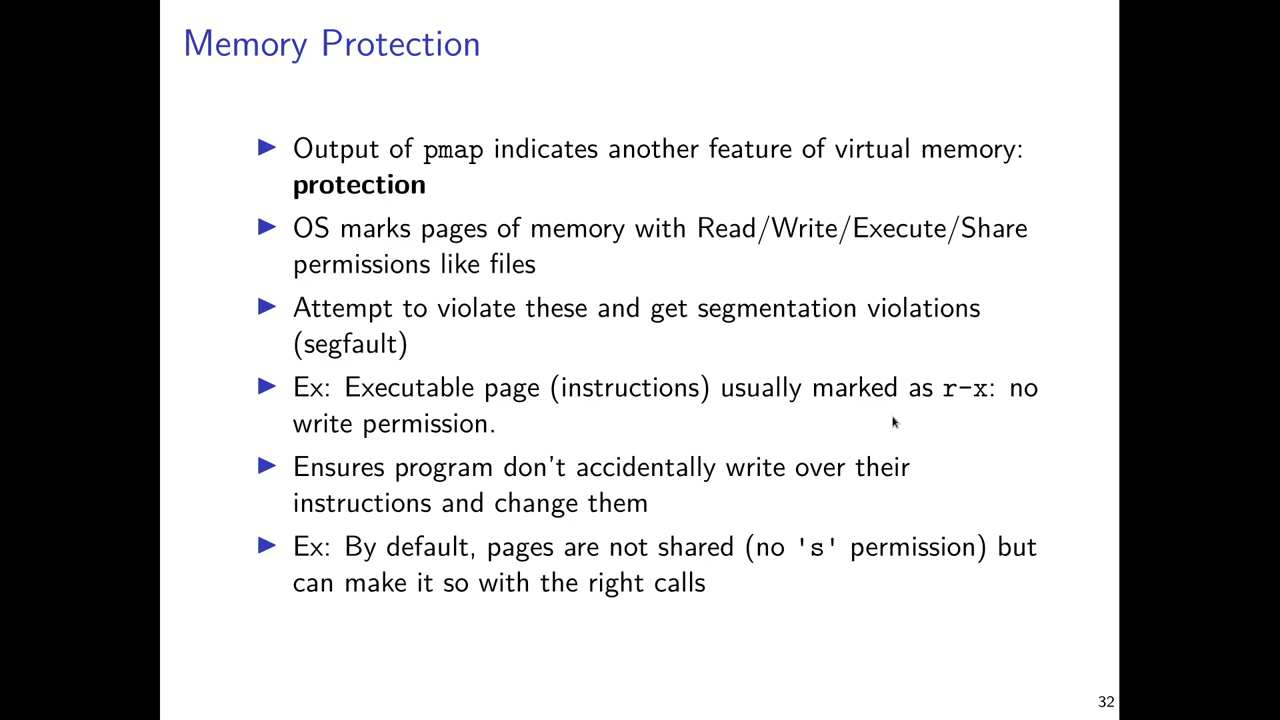 Memory Protection
▶ Output of pmap indicates another feature of virtual memory:
protection
▶ OS marks pages of memory with Read/Write/Execute/Share
permissions like files
▶ Attempt to violate these and get segmentation violations
(segfault)
▶ Ex: Executable page (instructions) usually marked as r-x: no
write permission.
▶ Ensures program don't accidentally write over their
instructions and change them
▶ Ex: By default, pages are not shared (no 's' permission) but
can make it so with the right calls
32